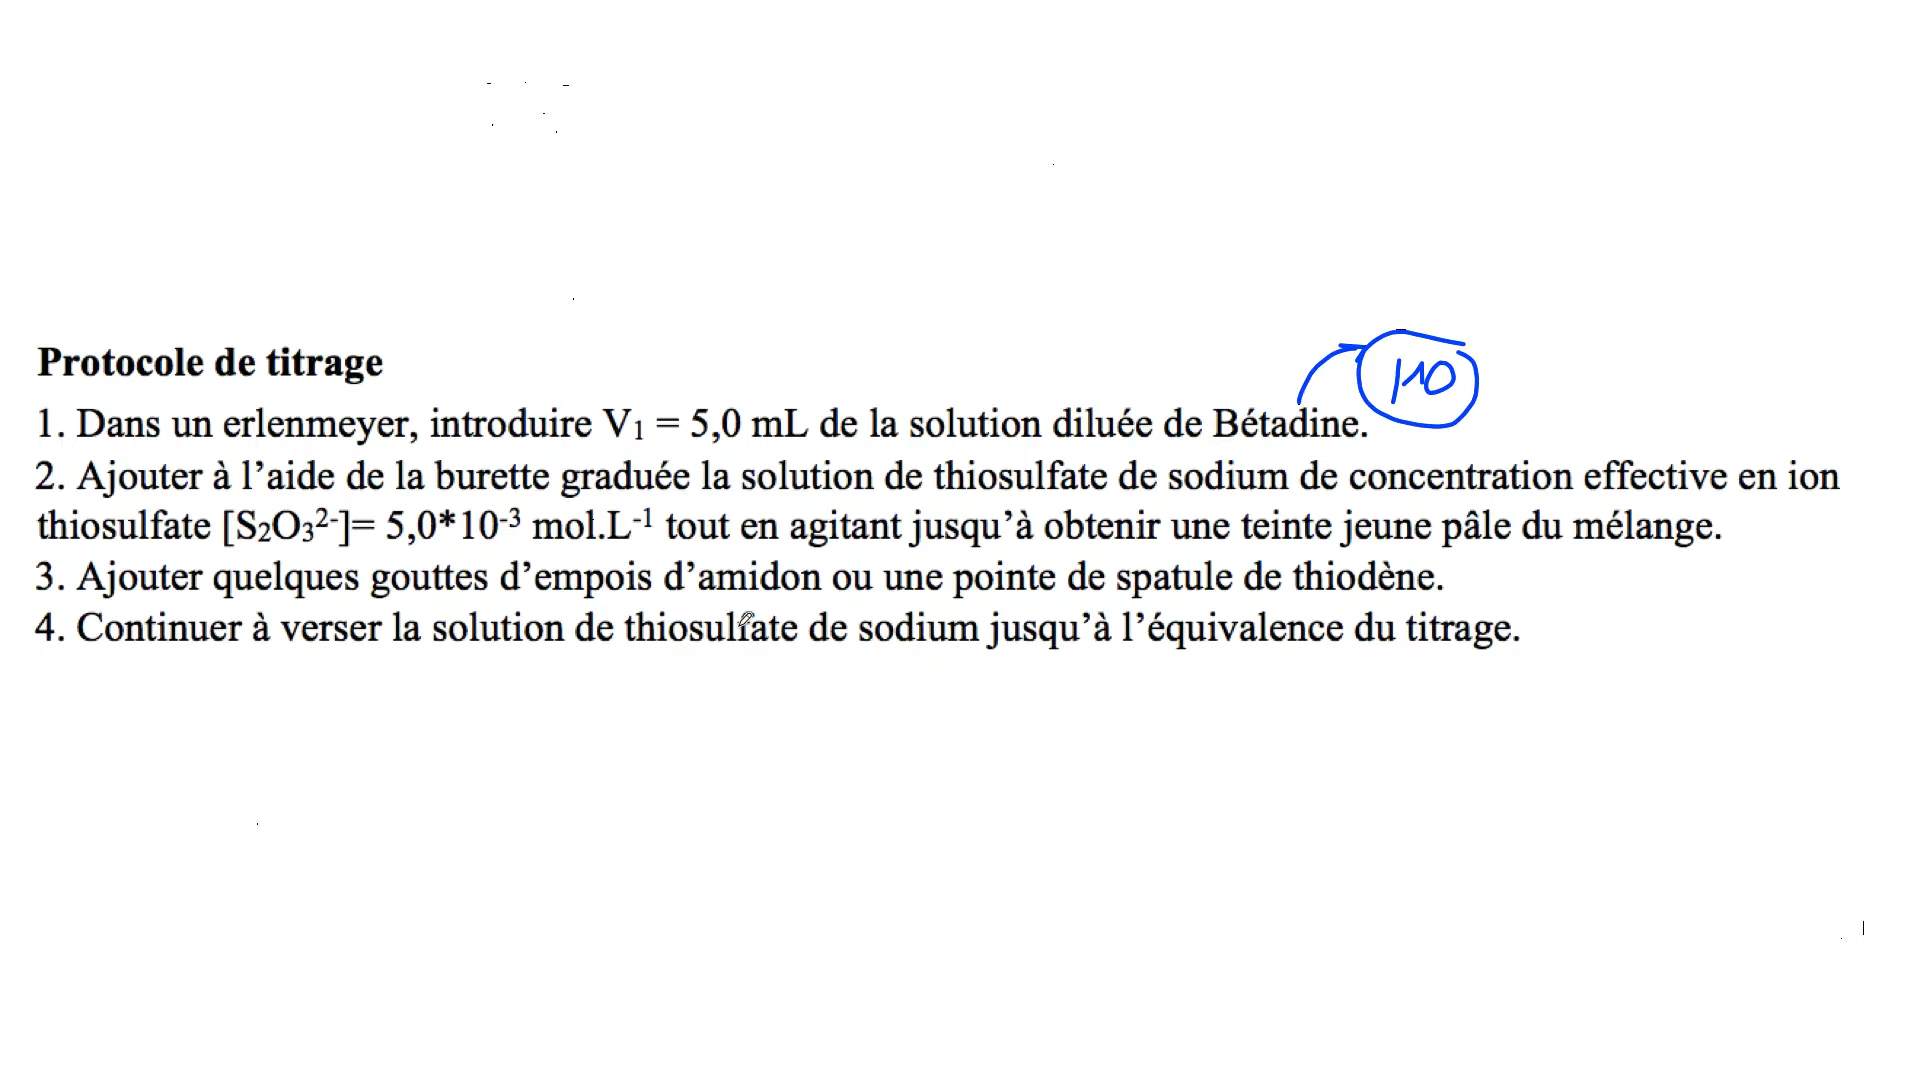 Protocole de titrage
1. Dans un erlenmeyer, introduire V₁ = 5,0 mL de la solution diluée de Bétadine.
2. Ajouter à l’aide de la burette graduée la solution de thiosulfate de sodium de concentration effective en ion
thiosulfate [S₂O₃²⁻]= 5,0*10⁻³ mol.L⁻¹ tout en agitant jusqu’à obtenir une teinte jeune pâle du mélange.
3. Ajouter quelques gouttes d’empois d’amidon ou une pointe de spatule de thiodène.
4. Continuer à verser la solution de thiosulfate de sodium jusqu’à l’équivalence du titrage.